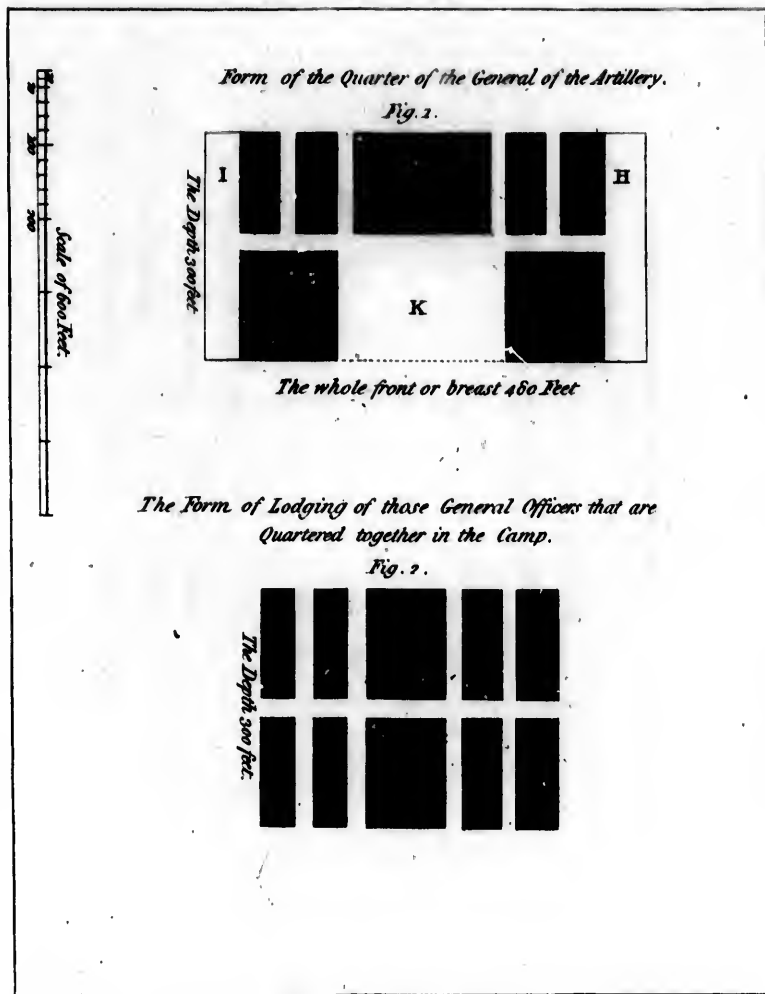 Form of the Quarter of the General of the Artillery.
Fig. 1.
I
H
K
The Depth 300 feet
100
200
Scale of 600 Feet.
The whole front or breast 480 Feet
The Form of Lodging of those General Officers that are
Quartered together in the Camp.
Fig. 2.
The Depth 300 feet.